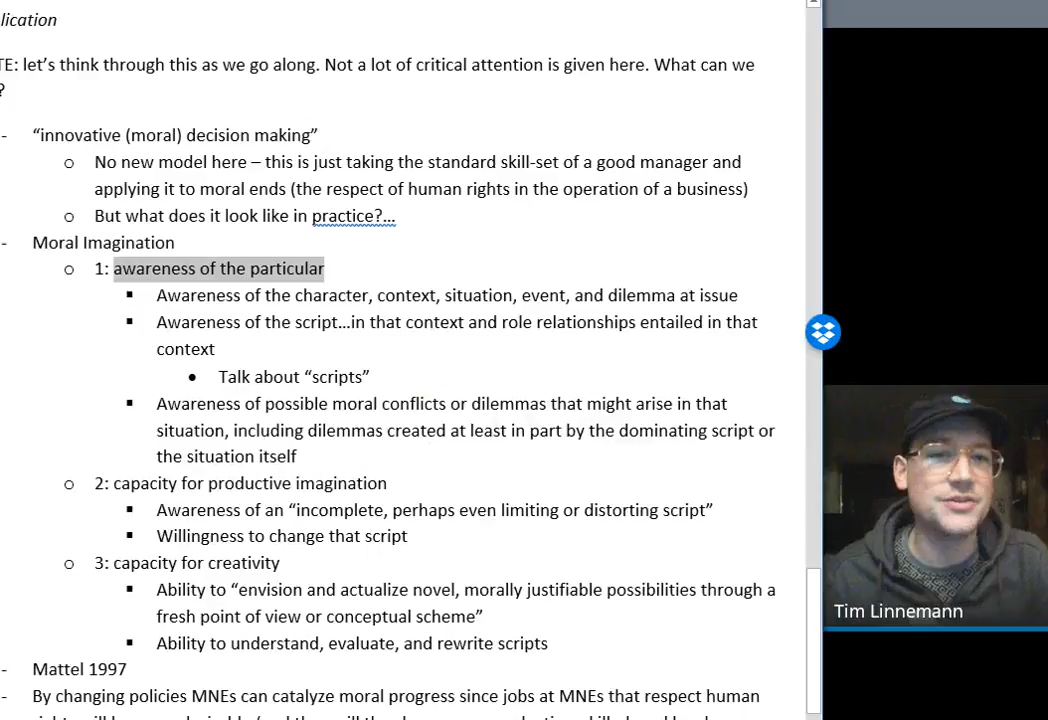 lication
TE: let’s think through this as we go along. Not a lot of critical attention is given here. What can we
?
- “innovative (moral) decision making”
o No new model here – this is just taking the standard skill-set of a good manager and
applying it to moral ends (the respect of human rights in the operation of a business)
o But what does it look like in practice?...
- Moral Imagination
o 1: awareness of the particular
▪ Awareness of the character, context, situation, event, and dilemma at issue
▪ Awareness of the script…in that context and role relationships entailed in that
context
• Talk about “scripts”
▪ Awareness of possible moral conflicts or dilemmas that might arise in that
situation, including dilemmas created at least in part by the dominating script or
the situation itself
o 2: capacity for productive imagination
▪ Awareness of an “incomplete, perhaps even limiting or distorting script”
▪ Willingness to change that script
o 3: capacity for creativity
▪ Ability to “envision and actualize novel, morally justifiable possibilities through a
fresh point of view or conceptual scheme”
▪ Ability to understand, evaluate, and rewrite scripts
- Mattel 1997
- By changing policies MNEs can catalyze moral progress since jobs at MNEs that respect human
Tim Linnemann